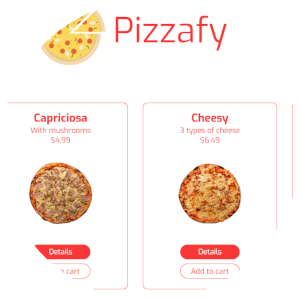 Pizzafy
Capriciosa
With mushrooms
$4.99
Details
to cart
Cheesy
3 types of cheese
$6.49
Details
Add to cart